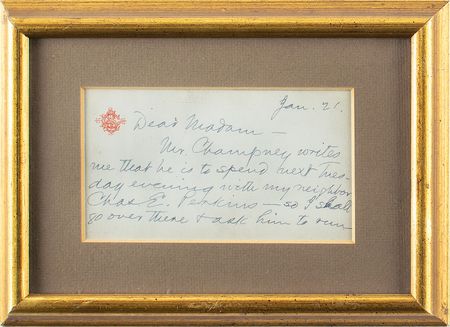 Jan. 21.
Dear Madam—
Mr. Champney writes
me that he is to spend next Tues-
day evening with my neighbor
Chas E. Perkins — so I shall
go over there & ask him to run